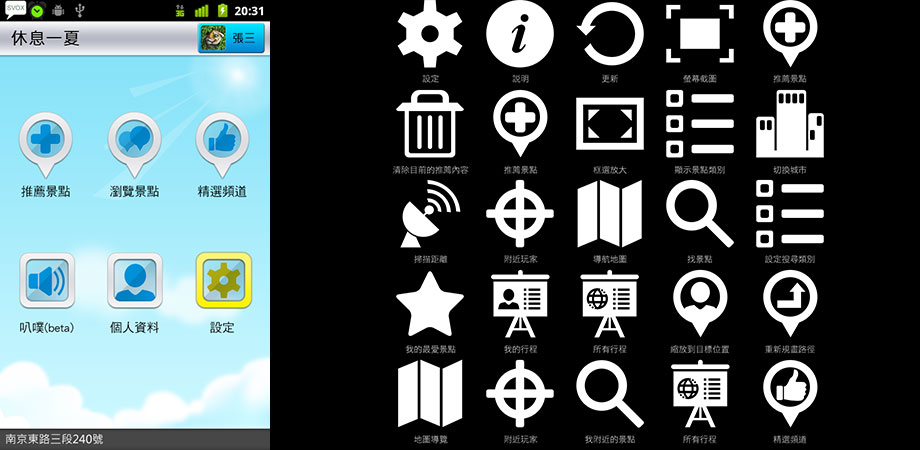 SVOX
3G
20:31
休息一夏
張三
推薦景點
瀏覽景點
精選頻道
叭噗(beta)
個人資料
設定
南京東路三段240號
設定
説明
更新
螢幕截圖
推薦景點
清除目前的推薦內容
推薦景點
框選放大
顯示景點類別
切換城市
掃描距離
附近玩家
導航地圖
找景點
設定搜尋類別
我的最愛景點
我的行程
所有行程
縮放到目標位置
重新規畫路徑
地圖導覽
附近玩家
我附近的景點
所有行程
精選頻道